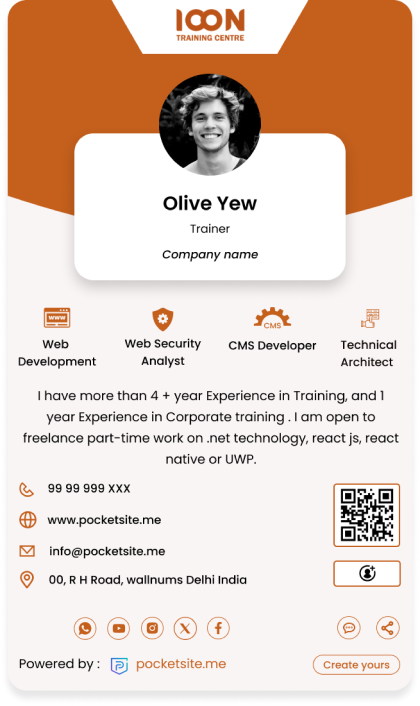 ICON
TRAINING CENTRE
Olive Yew
Trainer
Company name
www
CMS
Web
Development
Web Security
Analyst
CMS Developer
Technical
Architect
I have more than 4 + year Experience in Training, and 1
year Experience in Corporate training . I am open to
freelance part-time work on .net technology, react js, react
native or UWP.
99 99 999 XXX
www.pocketsite.me
info@pocketsite.me
00, R H Road, wallnums Delhi India
Powered by : pocketsite.me
Create yours